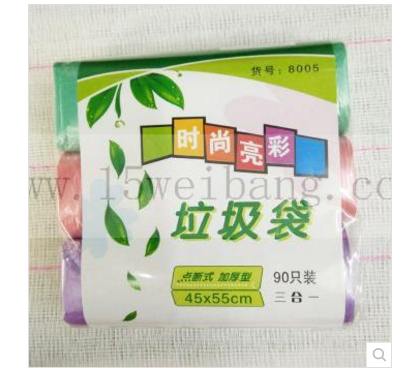 货号:8005
时尚亮彩
www.15weibang.co
垃圾袋
点断式 加厚型
90只装
45x55cm
三合一